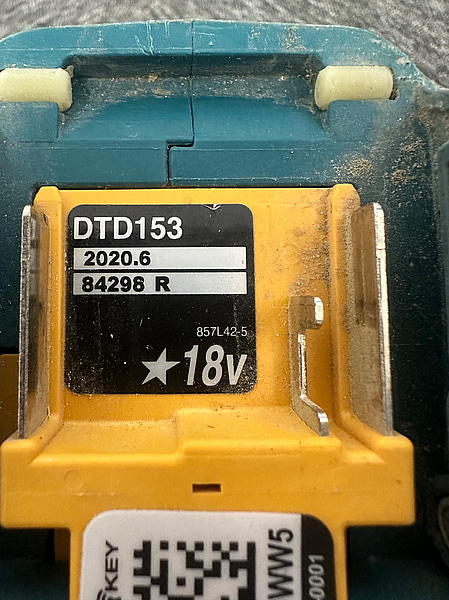 DTD153
2020.6
84298 R
857L42-5
★18V
KEY
WW5
0001